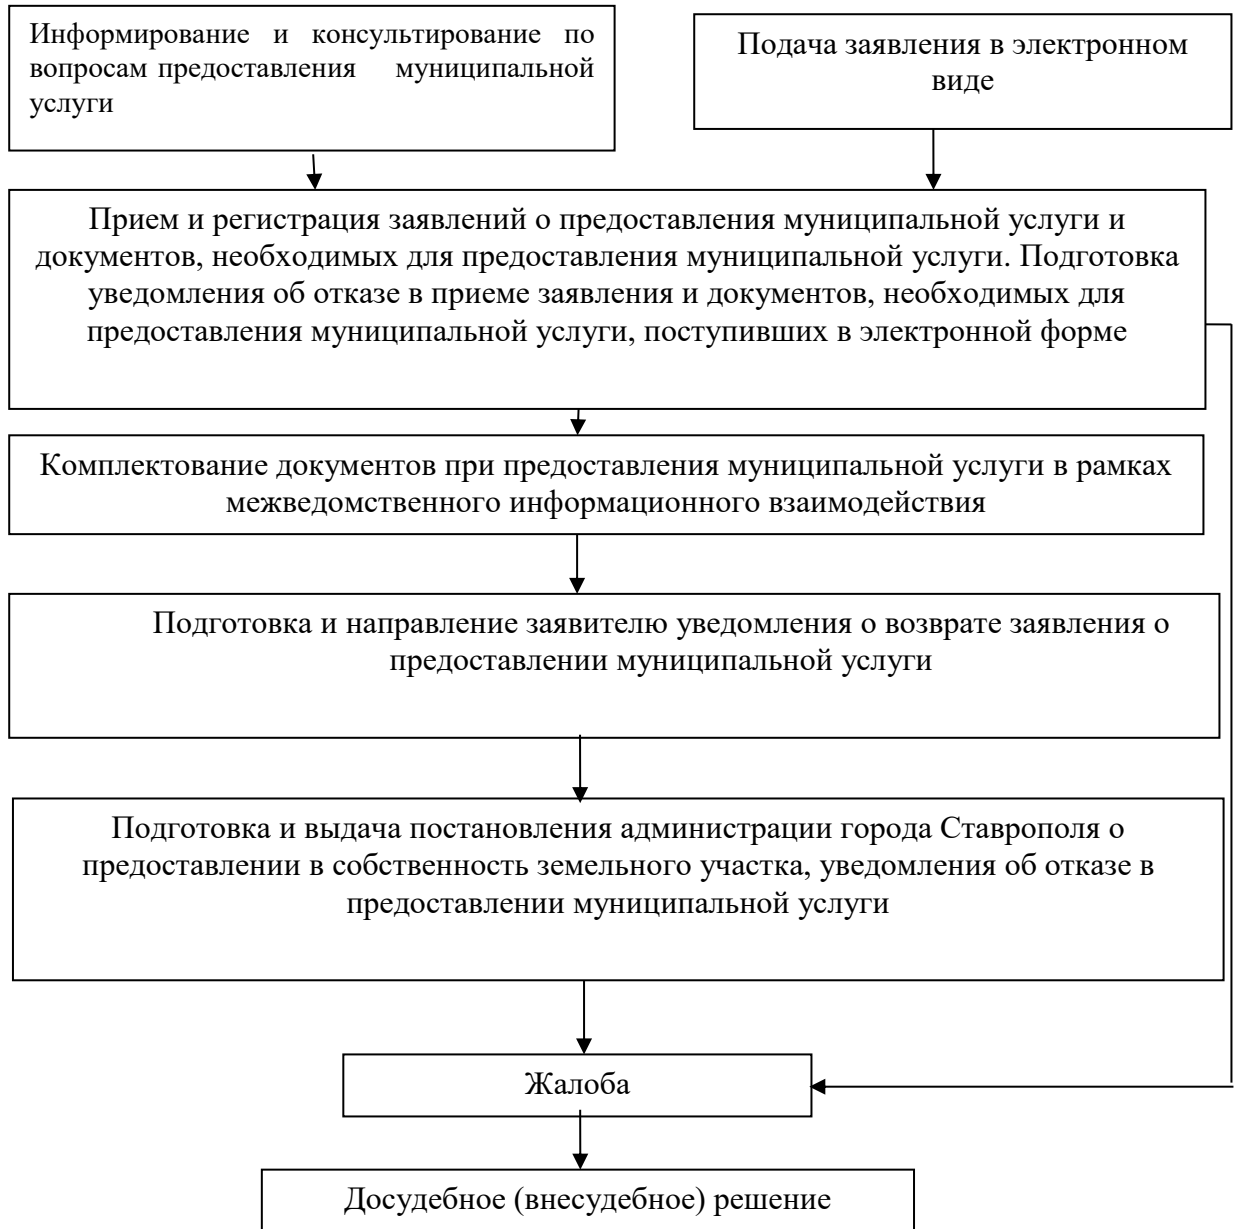 Информирование и консультирование по
вопросам предоставления муниципальной
услуги
Подача заявления в электронном
виде
Прием и регистрация заявлений о предоставления муниципальной услуги и
документов, необходимых для предоставления муниципальной услуги. Подготовка
уведомления об отказе в приеме заявления и документов, необходимых для
предоставления муниципальной услуги, поступивших в электронной форме
Комплектование документов при предоставления муниципальной услуги в рамках
межведомственного информационного взаимодействия
Подготовка и направление заявителю уведомления о возврате заявления о
предоставлении муниципальной услуги
Подготовка и выдача постановления администрации города Ставрополя о
предоставлении в собственность земельного участка, уведомления об отказе в
предоставлении муниципальной услуги
Жалоба
Досудебное (внесудебное) решение